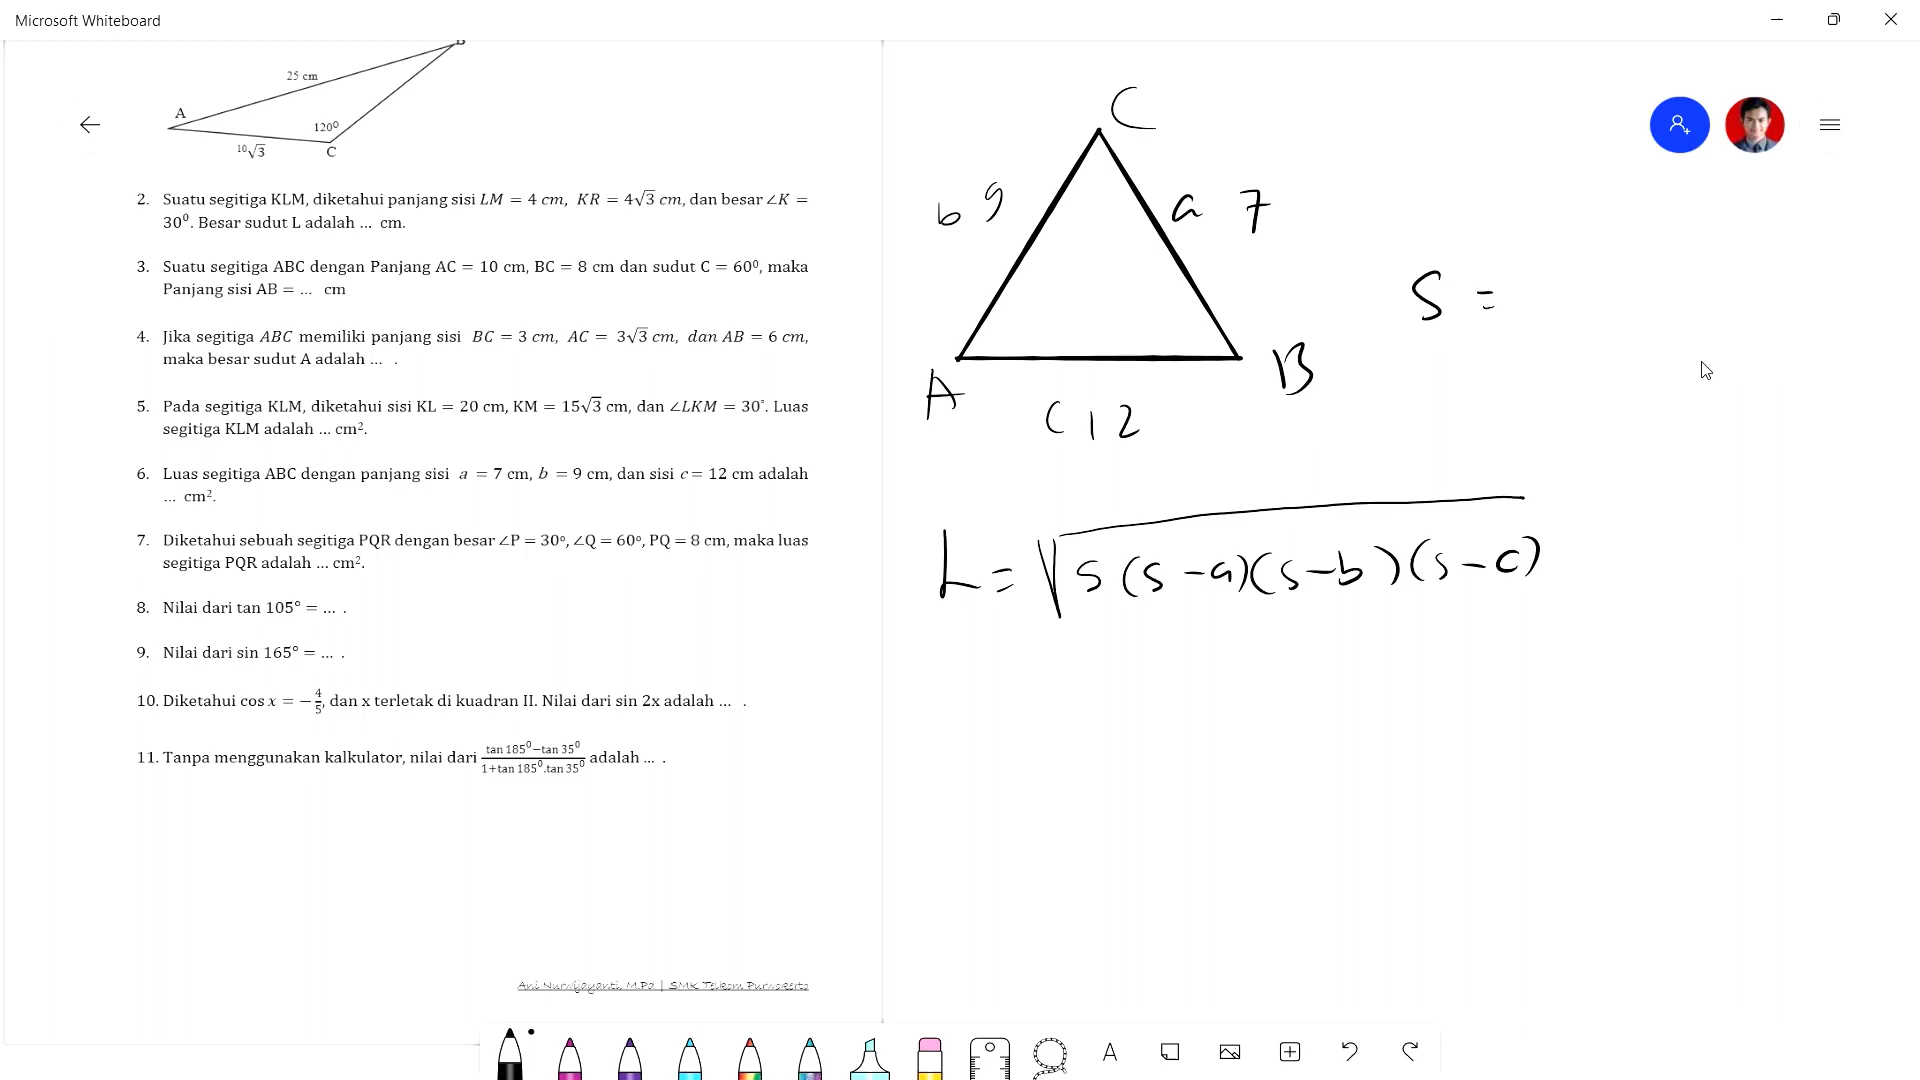 Microsoft Whiteboard
B
25 cm
A
120⁰
10√3
C
2. Suatu segitiga KLM, diketahui panjang sisi LM = 4 cm, KR = 4√3 cm, dan besar ∠K =
30⁰. Besar sudut L adalah ... cm.
3. Suatu segitiga ABC dengan Panjang AC = 10 cm, BC = 8 cm dan sudut C = 60⁰, maka
Panjang sisi AB = ... cm
4. Jika segitiga ABC memiliki panjang sisi BC = 3 cm, AC = 3√3 cm, dan AB = 6 cm,
maka besar sudut A adalah ... .
5. Pada segitiga KLM, diketahui sisi KL = 20 cm, KM = 15√3 cm, dan ∠LKM = 30°. Luas
segitiga KLM adalah ... cm².
6. Luas segitiga ABC dengan panjang sisi a = 7 cm, b = 9 cm, dan sisi c = 12 cm adalah
... cm².
7. Diketahui sebuah segitiga PQR dengan besar ∠P = 30°, ∠Q = 60°, PQ = 8 cm, maka luas
segitiga PQR adalah ... cm².
8. Nilai dari tan 105° = ... .
9. Nilai dari sin 165° = ... .
10. Diketahui cos x = −4/5, dan x terletak di kuadran II. Nilai dari sin 2x adalah ... .
11. Tanpa menggunakan kalkulator, nilai dari (tan 185⁰−tan 35⁰)/(1+tan 185⁰.tan 35⁰) adalah ... .
Ani Nurwijayanti, M.Pd | SMK Telkom Purwokerto
C
b 9
a 7
S =
A
B
c 12
L = √s(s-a)(s-b)(s-c)
A